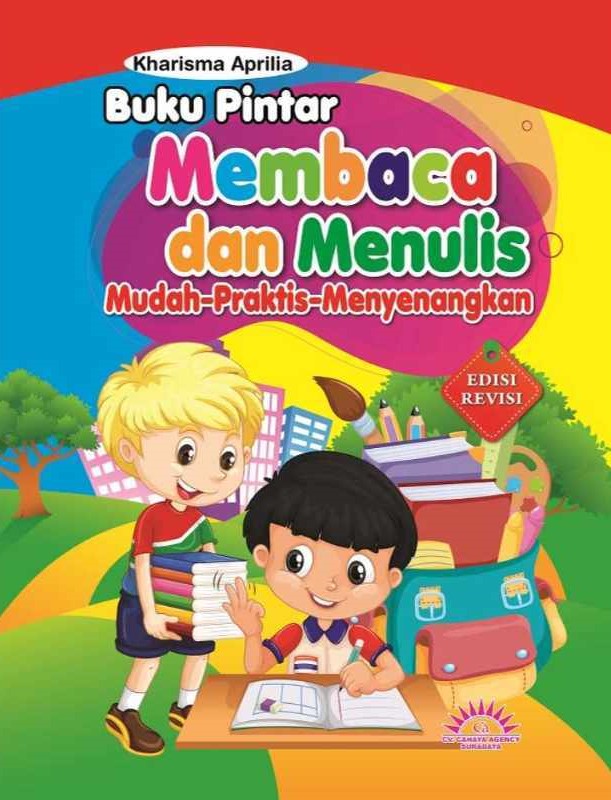 Kharisma Aprilia
Buku Pintar
Membaca
dan Menulis
Mudah-Praktis-Menyenangkan
EDISI
REVISI
CV. CAHAYA AGENCY
SURABAYA